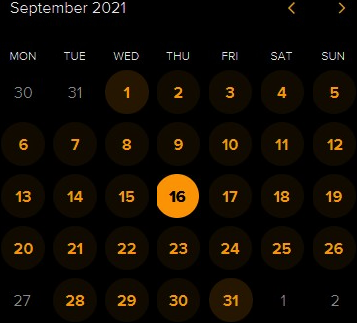 September 2021
MON TUE WED THU FRI SAT SUN
30 31 1 2 3 4 5
6 7 8 9 10 11 12
13 14 15 16 17 18 19
20 21 22 23 24 25 26
27 28 29 30 31 1 2